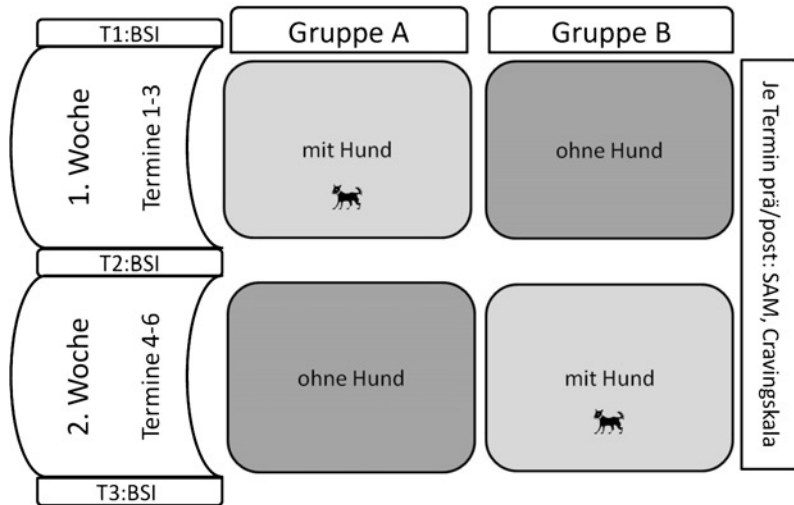 T1:BSI
Gruppe A
Gruppe B
1. Woche
Termine 1-3
mit Hund
ohne Hund
T2:BSI
2. Woche
Termine 4-6
ohne Hund
mit Hund
T3:BSI
Je Termin prä/post: SAM, Cravingskala